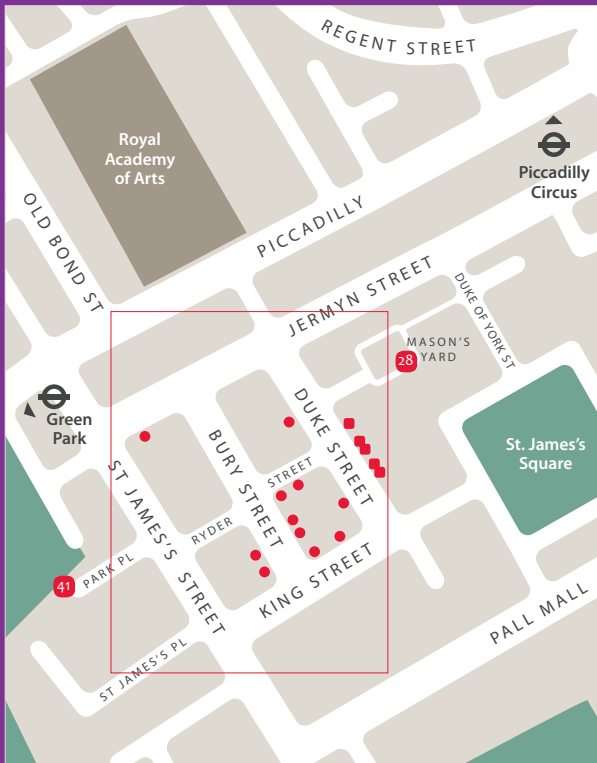 REGENT STREET
Royal
Academy
of Arts
Piccadilly
Circus
OLD BOND ST
PICCADILLY
JERMYN STREET
DUKE OF YORK ST
MASON'S
YARD
28
Green
Park
DUKE STREET
St. James's
Square
BURY STREET
STREET
RYDER
ST JAMES'S STREET
PARK PL
41
KING STREET
PALL MALL
ST JAMES'S PL